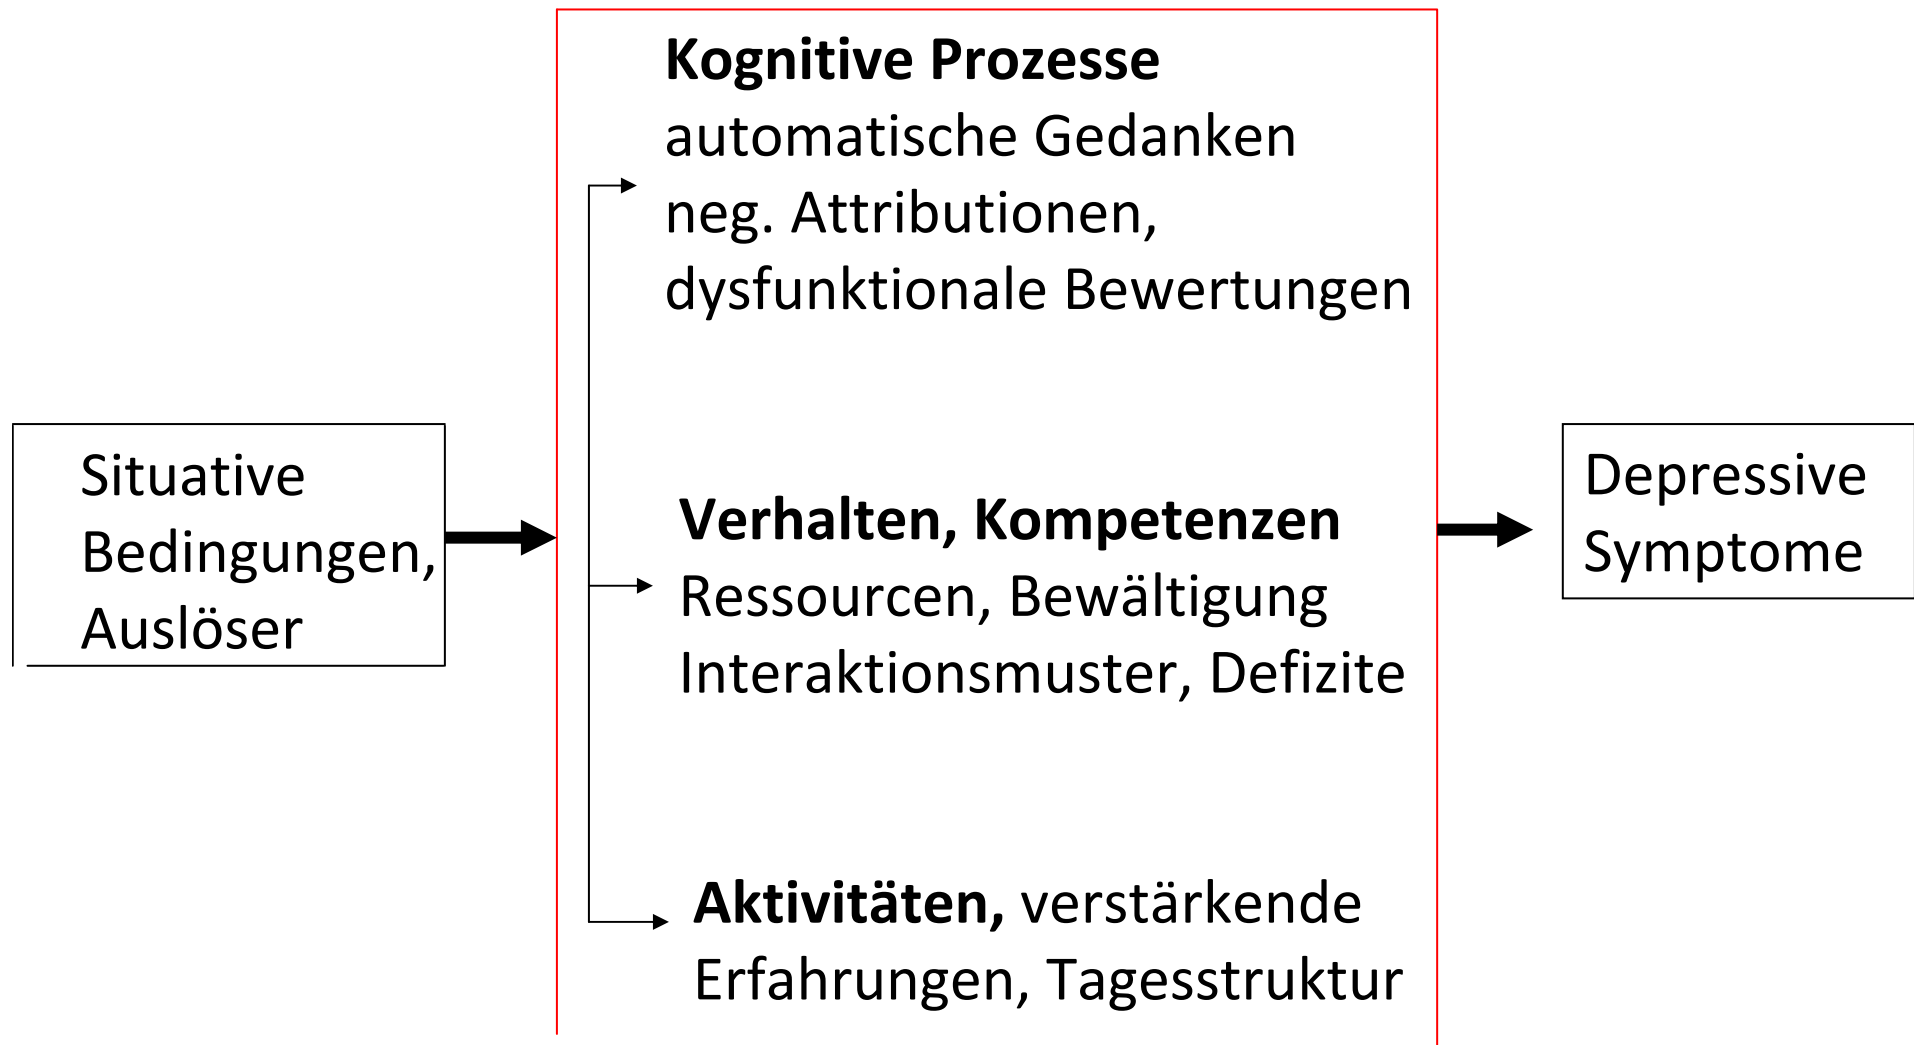 Kognitive Prozesse
automatische Gedanken
neg. Attributionen,
dysfunktionale Bewertungen
Situative
Bedingungen,
Auslöser
Verhalten, Kompetenzen
Ressourcen, Bewältigung
Interaktionsmuster, Defizite
Depressive
Symptome
Aktivitäten, verstärkende
Erfahrungen, Tagesstruktur